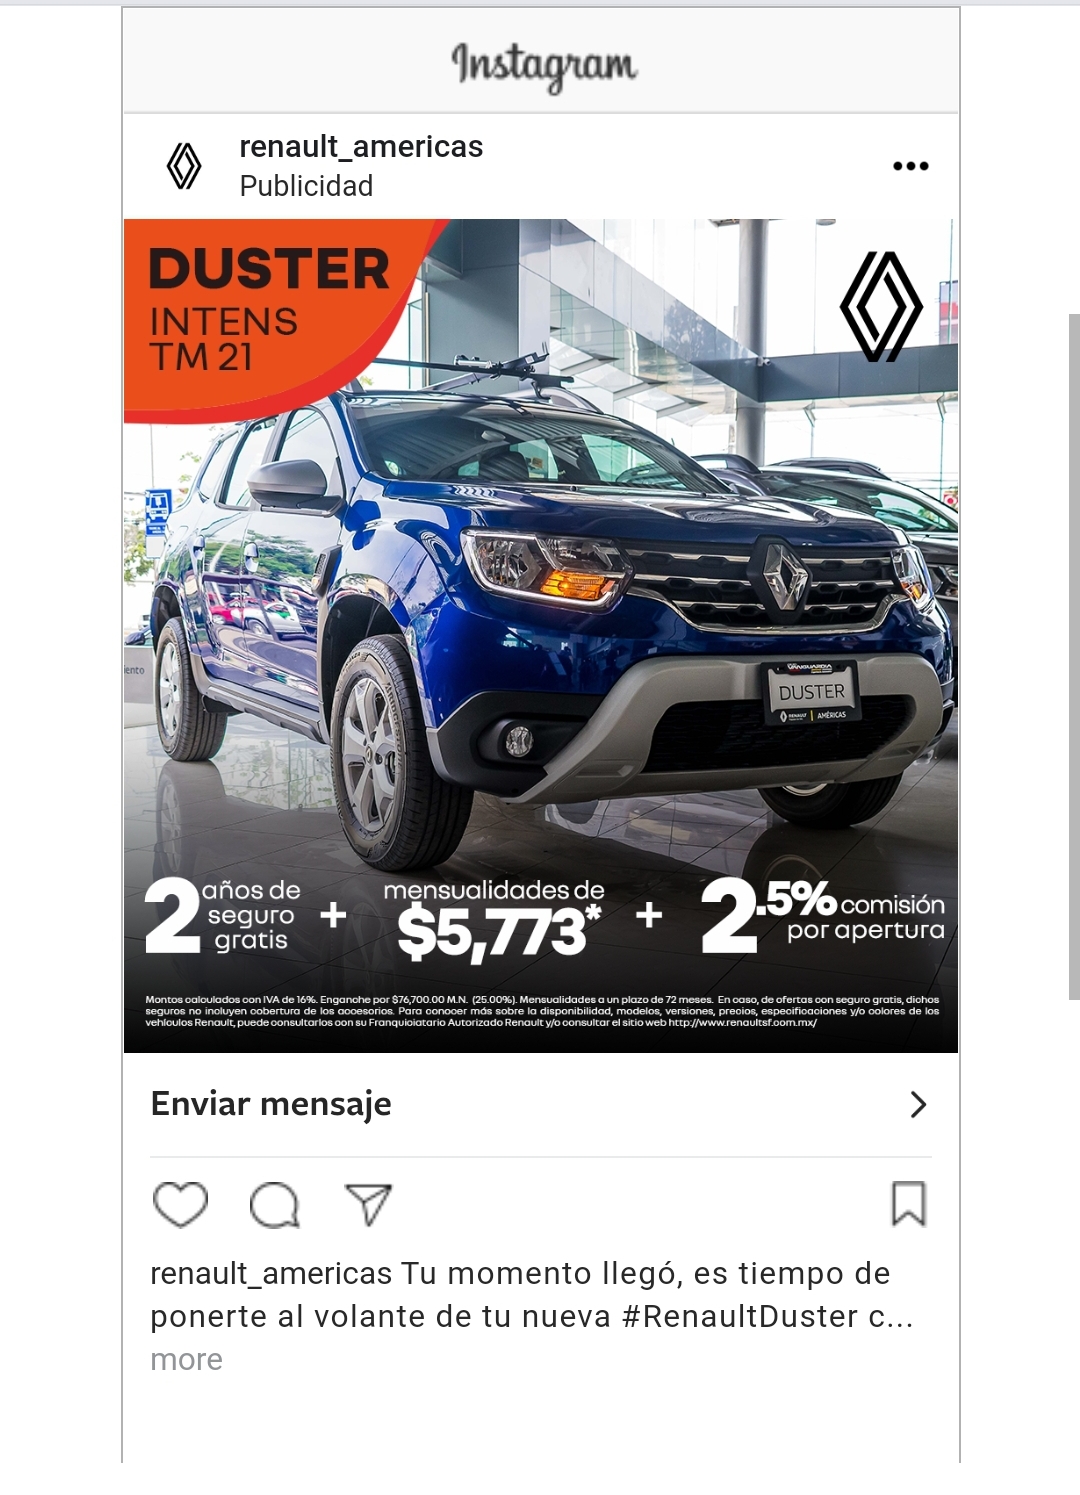 Instagram
renault_americas
Publicidad
DUSTER
INTENS
TM 21
VANGUARDIA
DUSTER
RENAULT | AMÉRICAS
2 años de seguro gratis + mensualidades de $5,773* + 2.5% comisión por apertura
Montos calculados con IVA de 16%. Enganche por $76,700.00 M.N. (25.00%). Mensualidades a un plazo de 72 meses. En caso, de ofertas con seguro gratis, dichos
seguros no incluyen cobertura de los accesorios. Para conocer más sobre la disponibilidad, modelos, versiones, precios, especificaciones y/o colores de los
vehículos Renault, puede consultarlos con su Franquiciatario Autorizado Renault y/o consultar el sitio web http://www.renaultsf.com.mx/
Enviar mensaje
renault_americas Tu momento llegó, es tiempo de
ponerte al volante de tu nueva #RenaultDuster c...
more